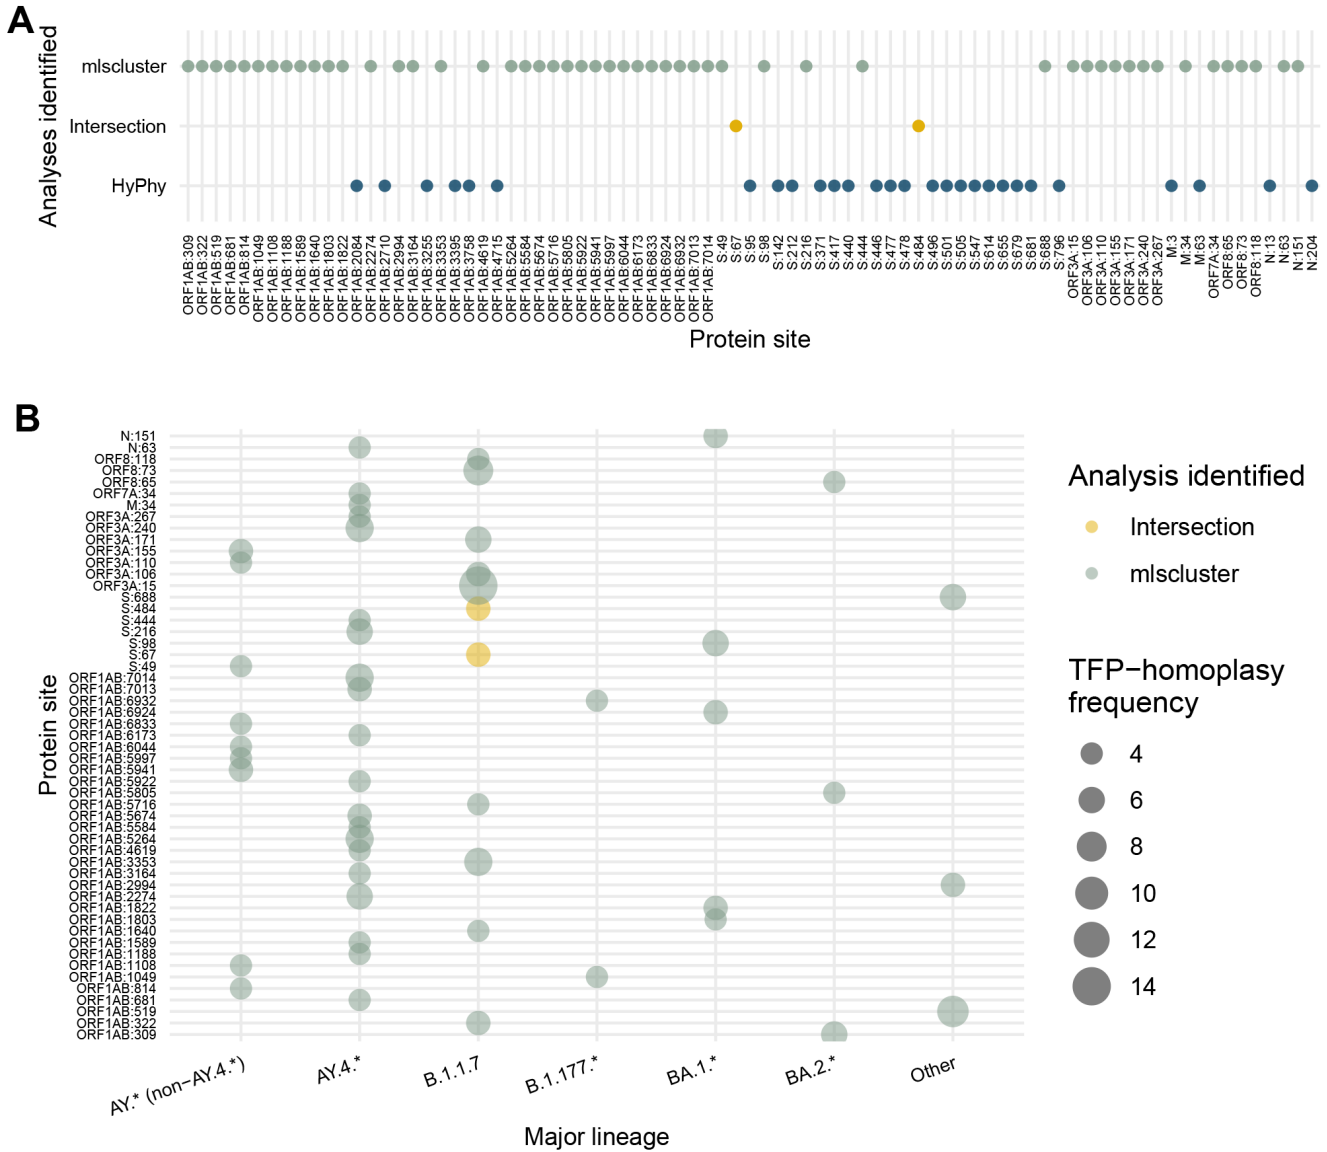 A
Analyses identified
mlscluster
Intersection
HyPhy
ORF1AB:309
ORF1AB:322
ORF1AB:519
ORF1AB:681
ORF1AB:814
ORF1AB:1049
ORF1AB:1108
ORF1AB:1188
ORF1AB:1589
ORF1AB:1640
ORF1AB:1803
ORF1AB:1822
ORF1AB:2084
ORF1AB:2274
ORF1AB:2710
ORF1AB:2994
ORF1AB:3164
ORF1AB:3255
ORF1AB:3353
ORF1AB:3395
ORF1AB:3758
ORF1AB:4619
ORF1AB:4715
ORF1AB:5264
ORF1AB:5584
ORF1AB:5674
ORF1AB:5716
ORF1AB:5805
ORF1AB:5922
ORF1AB:5941
ORF1AB:5997
ORF1AB:6044
ORF1AB:6173
ORF1AB:6833
ORF1AB:6924
ORF1AB:6932
ORF1AB:7013
ORF1AB:7014
S:49
S:67
S:95
S:98
S:142
S:212
S:216
S:371
S:417
S:440
S:444
S:446
S:477
S:478
S:484
S:496
S:501
S:505
S:547
S:614
S:655
S:679
S:681
S:688
S:796
ORF3A:15
ORF3A:106
ORF3A:110
ORF3A:155
ORF3A:171
ORF3A:240
ORF3A:267
M:3
M:34
M:63
ORF7A:34
ORF8:65
ORF8:73
ORF8:118
N:13
N:63
N:151
N:204
Protein site
B
Protein site
N:151
N:63
ORF8:118
ORF8:73
ORF8:65
ORF7A:34
M:34
ORF3A:267
ORF3A:240
ORF3A:171
ORF3A:155
ORF3A:110
ORF3A:106
ORF3A:15
S:688
S:484
S:444
S:216
S:98
S:67
S:49
ORF1AB:7014
ORF1AB:7013
ORF1AB:6932
ORF1AB:6924
ORF1AB:6833
ORF1AB:6173
ORF1AB:6044
ORF1AB:5997
ORF1AB:5941
ORF1AB:5922
ORF1AB:5805
ORF1AB:5716
ORF1AB:5674
ORF1AB:5584
ORF1AB:5264
ORF1AB:4619
ORF1AB:3353
ORF1AB:3164
ORF1AB:2994
ORF1AB:2274
ORF1AB:1822
ORF1AB:1803
ORF1AB:1640
ORF1AB:1589
ORF1AB:1188
ORF1AB:1108
ORF1AB:1049
ORF1AB:814
ORF1AB:681
ORF1AB:519
ORF1AB:322
ORF1AB:309
AY.* (non−AY.4.*)
AY.4.*
B.1.1.7
B.1.177.*
BA.1.*
BA.2.*
Other
Major lineage
Analysis identified
Intersection
mlscluster
TFP−homoplasy
frequency
4
6
8
10
12
14